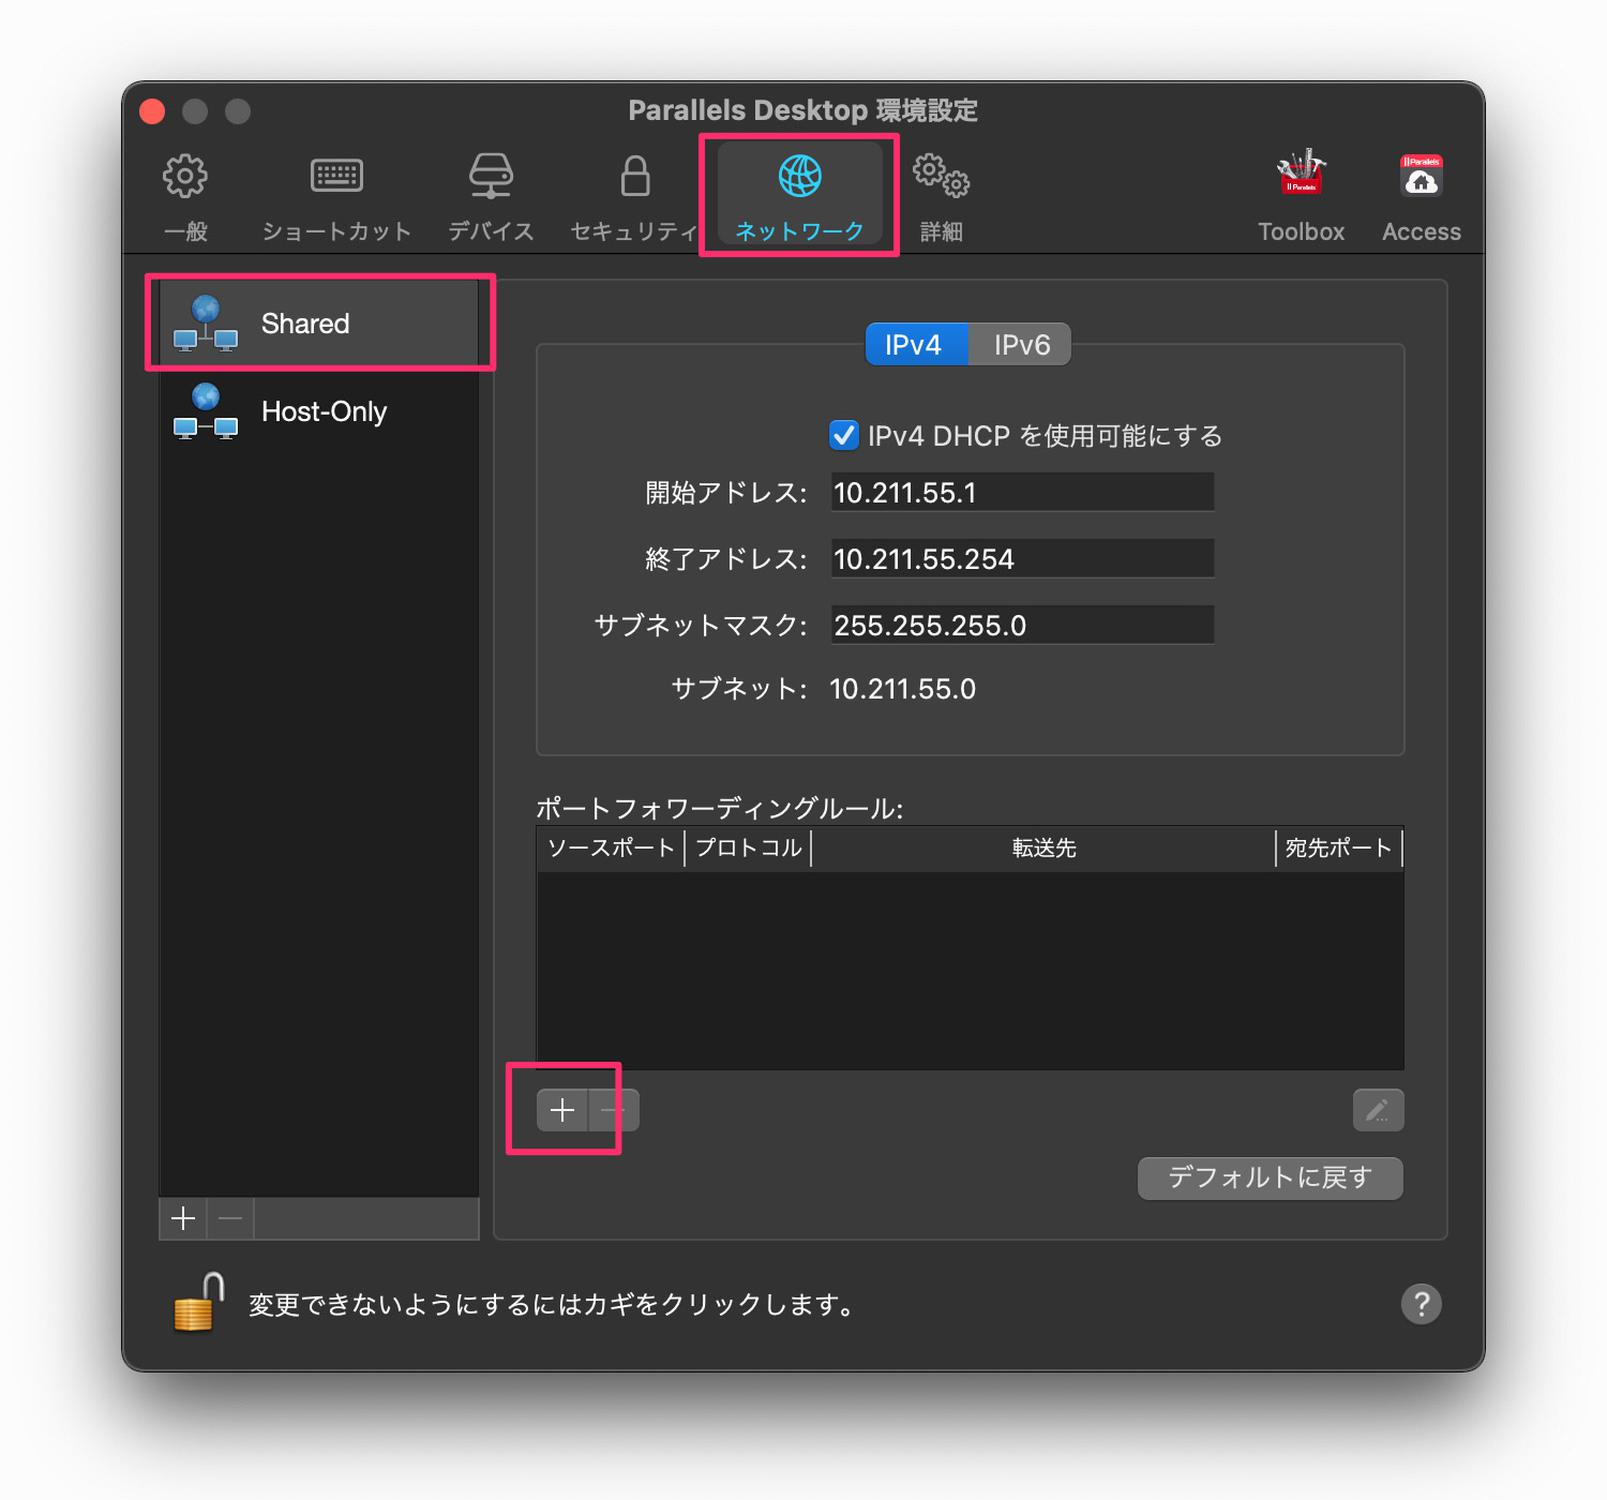 Parallels Desktop 環境設定
一般 ショートカット デバイス セキュリティ ネットワーク 詳細 Toolbox Access
Parallels
Parallels
Shared
Host-Only
IPv4 IPv6
IPv4 DHCP を使用可能にする
開始アドレス: 10.211.55.1
終了アドレス: 10.211.55.254
サブネットマスク: 255.255.255.0
サブネット: 10.211.55.0
ポートフォワーディングルール:
ソースポート プロトコル 転送先 宛先ポート
デフォルトに戻す
変更できないようにするにはカギをクリックします。
?